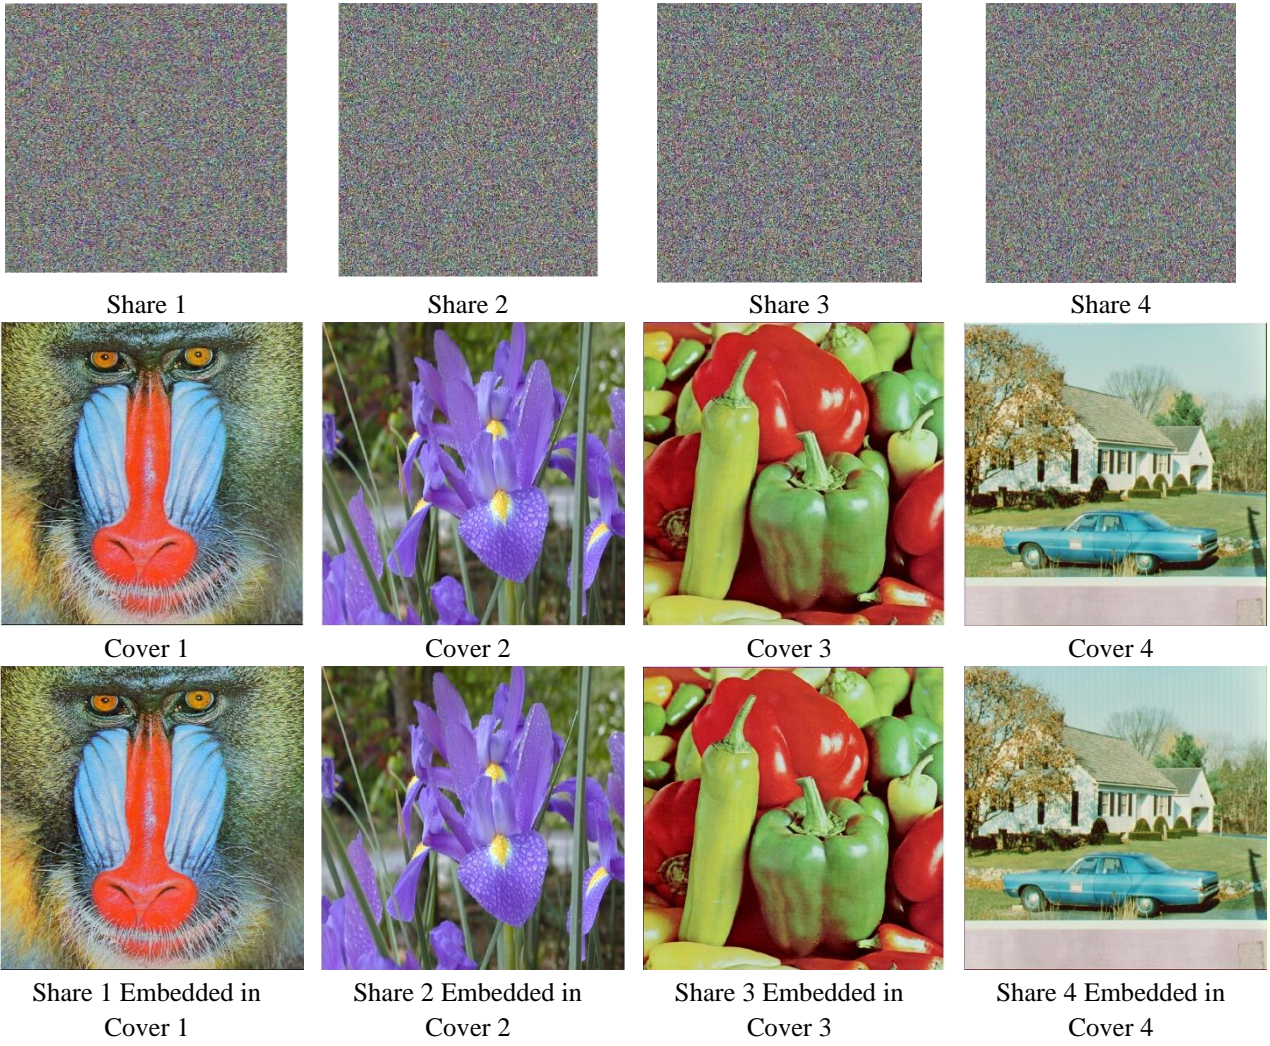 Share 1
Share 2
Share 3
Share 4
Cover 1
Cover 2
Cover 3
Cover 4
Share 1 Embedded in
Cover 1
Share 2 Embedded in
Cover 2
Share 3 Embedded in
Cover 3
Share 4 Embedded in
Cover 4